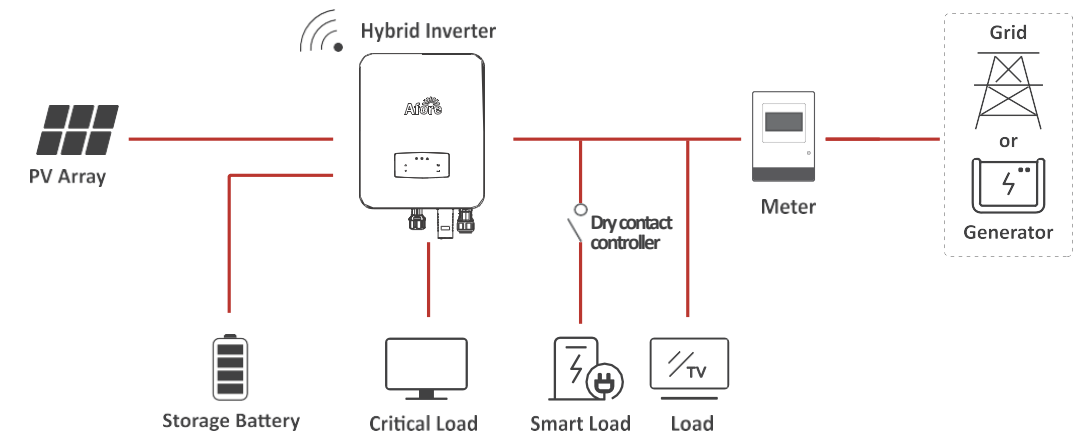 Hybrid Inverter
Grid
Afore
or
PV Array
Meter
Dry contact
controller
Generator
TV
Storage Battery
Critical Load
Smart Load
Load